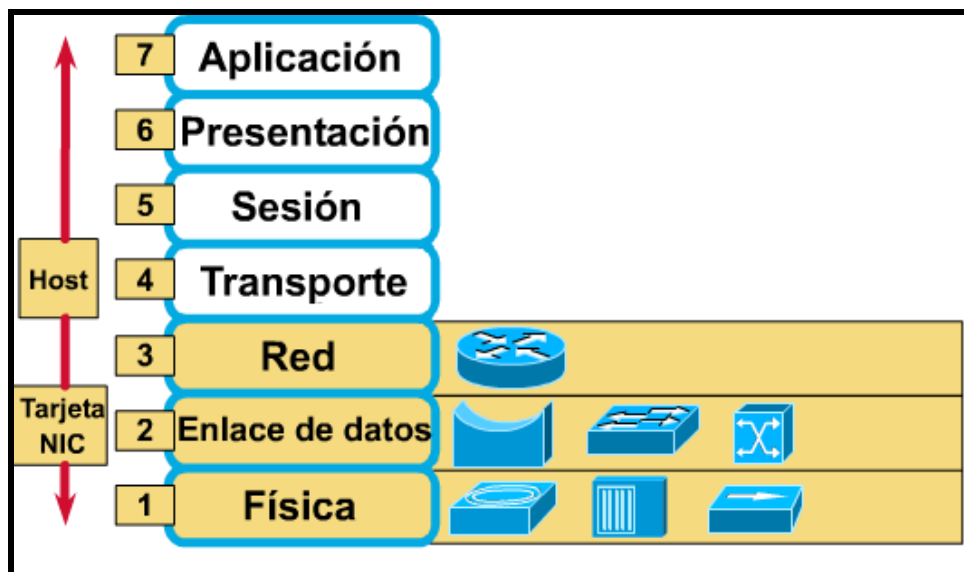 7 Aplicación
6 Presentación
5 Sesión
Host
4 Transporte
3 Red
Tarjeta
NIC
2 Enlace de datos
1 Física